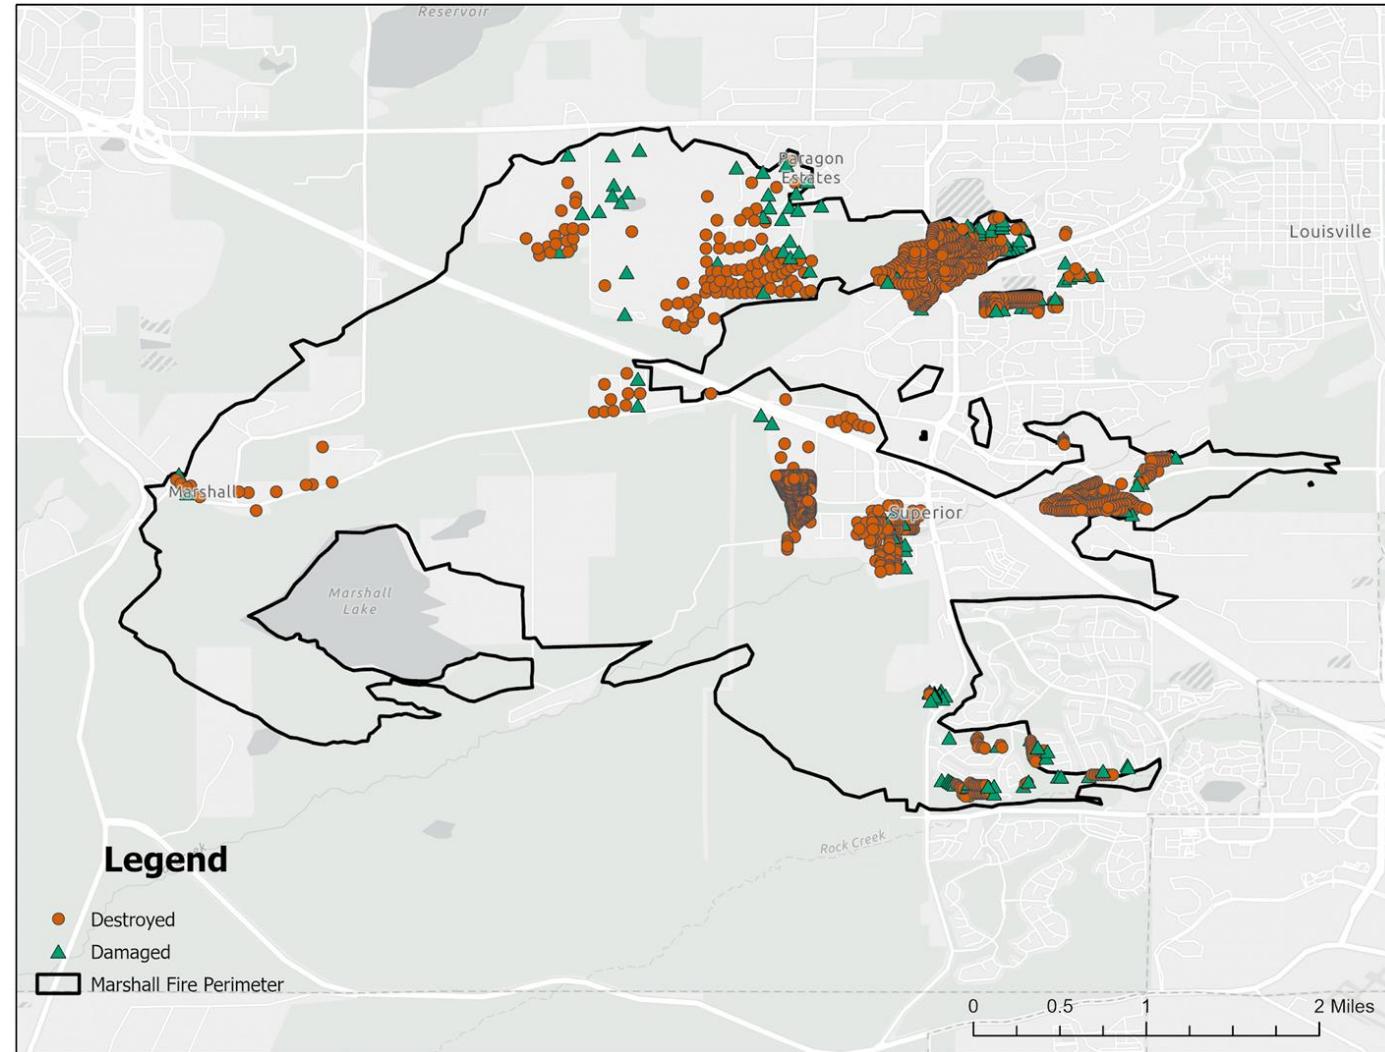 Reservoir
Paragon
Estates
Louisville
Marshall
Superior
Marshall
Lake
Rock Creek
Legend
Destroyed
Damaged
Marshall Fire Perimeter
0 0.5 1 2 Miles